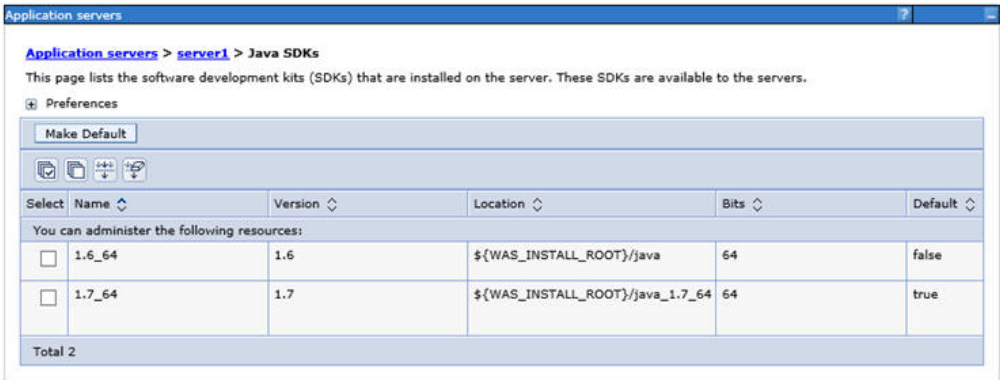 Application servers ?
Application servers > server1 > Java SDKs
This page lists the software development kits (SDKs) that are installed on the server. These SDKs are available to the servers.
Preferences
Make Default
Select Name Version Location Bits Default
You can administer the following resources:
1.6_64 1.6 ${WAS_INSTALL_ROOT}/java 64 false
1.7_64 1.7 ${WAS_INSTALL_ROOT}/java_1.7_64 64 true
Total 2